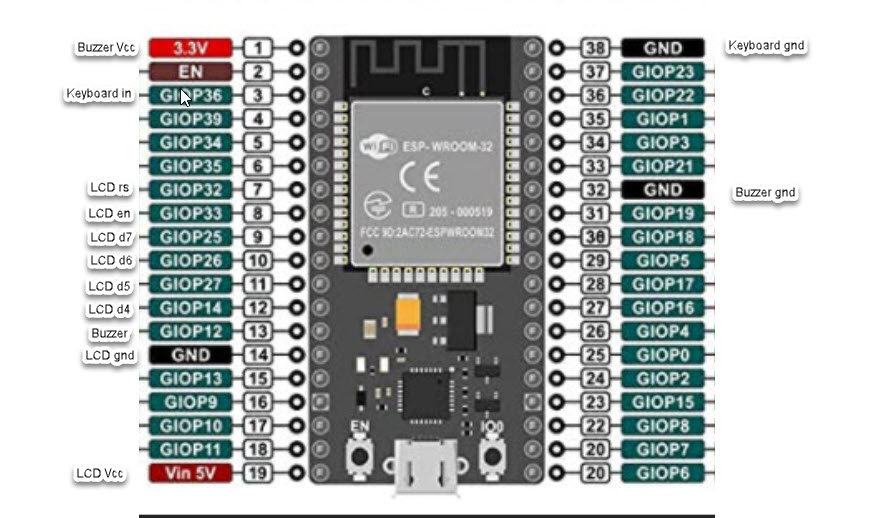 Buzzer Vcc 3.3V 1 38 GND Keyboard gnd
EN 2 37 GIOP23
Keyboard in GIOP36 3 C 36 GIOP22
GIOP39 4 35 GIOP1
GIOP34 5 Wi Fi ESP-WROOM-32 34 GIOP3
GIOP35 6 CE 33 GIOP21
LCD rs GIOP32 7 32 GND Buzzer gnd
LCD en GIOP33 8 R 205-000519 31 GIOP19
LCD d7 GIOP25 9 FCC 9D:2AC72-ESPWROON32 30 GIOP18
LCD d6 GIOP26 10 29 GIOP5
LCD d5 GIOP27 11 28 GIOP17
LCD d4 GIOP14 12 27 GIOP16
Buzzer GIOP12 13 26 GIOP4
LCD gnd GND 14 25 GIOP0
GIOP13 15 24 GIOP2
GIOP9 16 23 GIOP15
GIOP10 17 EN IO0 22 GIOP8
GIOP11 18 20 GIOP7
LCD Vcc Vin 5V 19 20 GIOP6